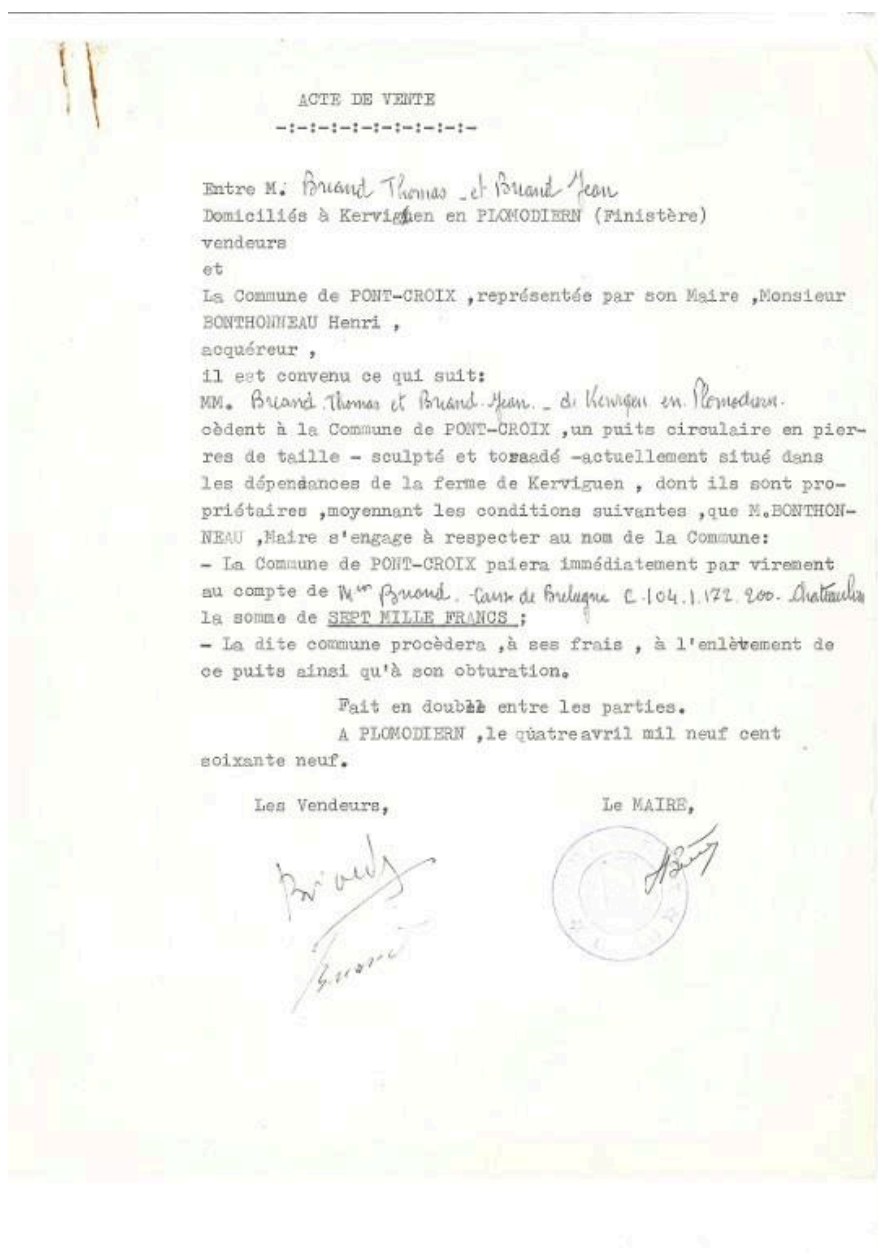 ACTE DE VENTE
-:-:-:-:-:-:-:-:-:-
Entre M. Briand Thomas - et Briand Jean
Domiciliés à Kerviguen en PLOMODIERN (Finistère)
vendeurs
et
La Commune de PONT-CROIX ,représentée par son Maire ,Monsieur
BONTHONNEAU Henri ,
acquéreur ,
il est convenu ce qui suit:
MM. Briand Thomas et Briand Jean - de Kervigen en Plomodiern.
cèdent à la Commune de PONT-CROIX ,un puits circulaire en pier-
res de taille - sculpté et torsadé -actuellement situé dans
les dépendances de la ferme de Kerviguen , dont ils sont pro-
priétaires ,moyennant les conditions suivantes ,que M.BONTHON-
NEAU ,Maire s'engage à respecter au nom de la Commune:
- La Commune de PONT-CROIX paiera immédiatement par virement
au compte de Briand. Caisse de Bretagne C.104.1.172.200. Chateaulin
la somme de SEPT MILLE FRANCS ;
- La dite commune procèdera ,à ses frais , à l'enlèvement de
ce puits ainsi qu'à son obturation.
Fait en double entre les parties.
A PLOMODIERN ,le quatre avril mil neuf cent
soixante neuf.
Les Vendeurs, Le MAIRE,
Briand
Briand